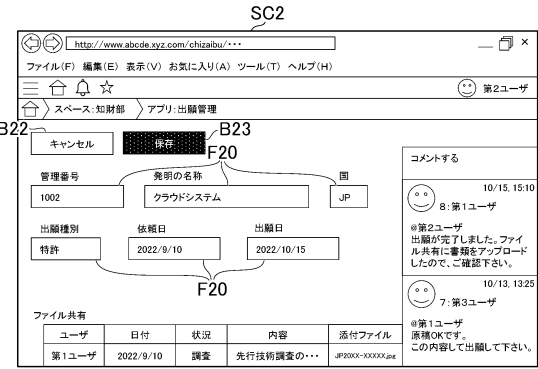 SC2
http://www.abcde.xyz.com/chizaibu/･･･
ファイル(F) 編集(E) 表示(V) お気に入り(A) ツール(T) ヘルプ(H)
第2ユーザ
スペース:知財部 アプリ:出願管理
B22
キャンセル
保存
B23
F20
管理番号 発明の名称 国
1002 クラウドシステム JP
出願種別 依頼日 出願日
特許 2022/9/10 2022/10/15
F20
ファイル共有
ユーザ 日付 状況 内容 添付ファイル
第1ユーザ 2022/9/10 調査 先行技術調査の･･･ JP20XX-XXXXX.jpg
コメントする
10/15, 15:10
8:第1ユーザ
@第2ユーザ
出願が完了しました。ファイ
ル共有に書類をアップロード
したので、ご確認下さい。
10/13, 13:25
7:第3ユーザ
@第1ユーザ
原稿OKです。
この内容して出願して下さい。